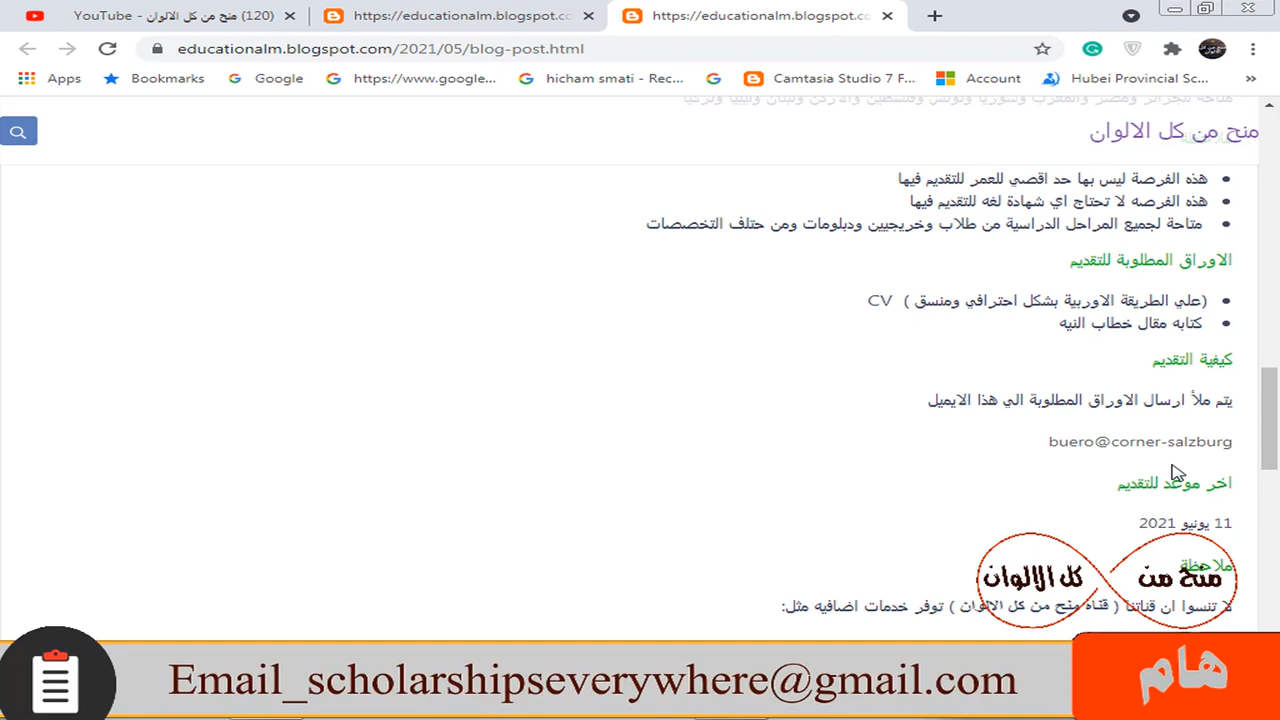 (120) منح من كل الالوان - YouTube
https://educationalm.blogspot.co
https://educationalm.blogspot.co
educationalm.blogspot.com/2021/05/blog-post.html
Apps
Bookmarks
Google
https://www.google...
hicham smati - Rec...
Camtasia Studio 7 F...
Account
Hubei Provincial Sc...
»
منح من كل الالوان
هذه الفرصة ليس بها حد اقصي للعمر للتقديم فيها
هذه الفرصه لا تحتاج اي شهادة لغه للتقديم فيها
متاحة لجميع المراحل الدراسية من طلاب وخريجيين ودبلومات ومن حتلف التخصصات
الاوراق المطلوبة للتقديم
(علي الطريقة الاوربية بشكل احترافي ومنسق ) CV
كتابه مقال خطاب النيه
كيفية التقديم
يتم ملأ ارسال الاوراق المطلوبة الي هذا الايميل
buero@corner-salzburg
اخر موعد للتقديم
11 يونيو 2021
ملاحظة
منح من كل الالوان
لا تنسوا ان قناتنا ( قناه منح من كل الالوان ) توفر خدمات اضافيه مثل:
Email_scholarshipseverywhere@gmail.com
هام